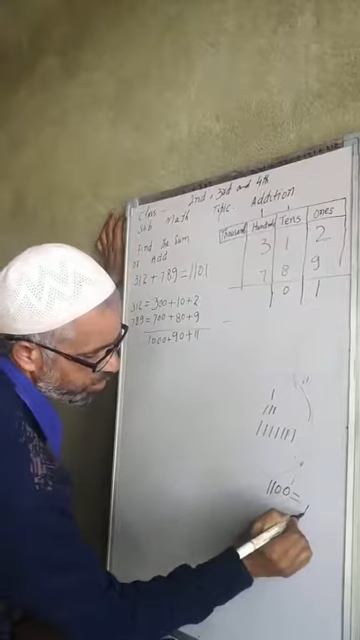 Class - 2nd, 3rd and 4th
Sub Math Topic: Addition
Find the Sum
or Add
312 + 789 = 1101
312 = 300 + 10 + 2
789 = 700 + 80 + 9
1000 + 90 + 11
Thousand Hundred Tens Ones
3 1 2
7 8 9
1 0 1
1100 =